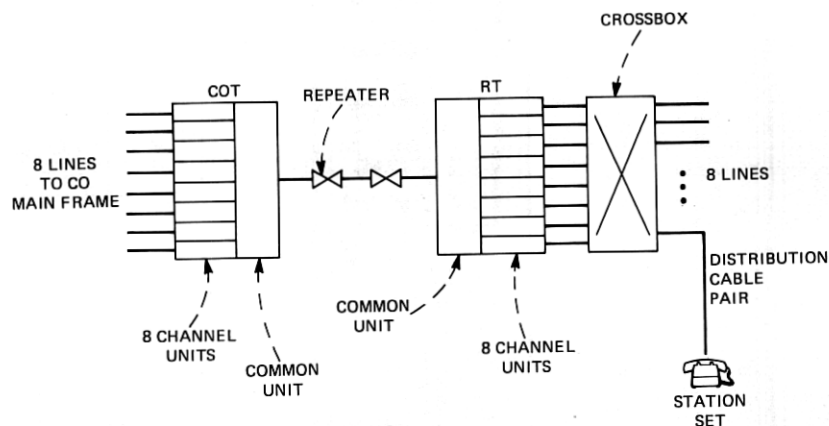 CROSSBOX
COT
REPEATER
RT
8 LINES
TO CO
MAIN FRAME
8 LINES
DISTRIBUTION
CABLE
PAIR
8 CHANNEL
UNITS
COMMON
UNIT
COMMON
UNIT
8 CHANNEL
UNITS
STATION
SET